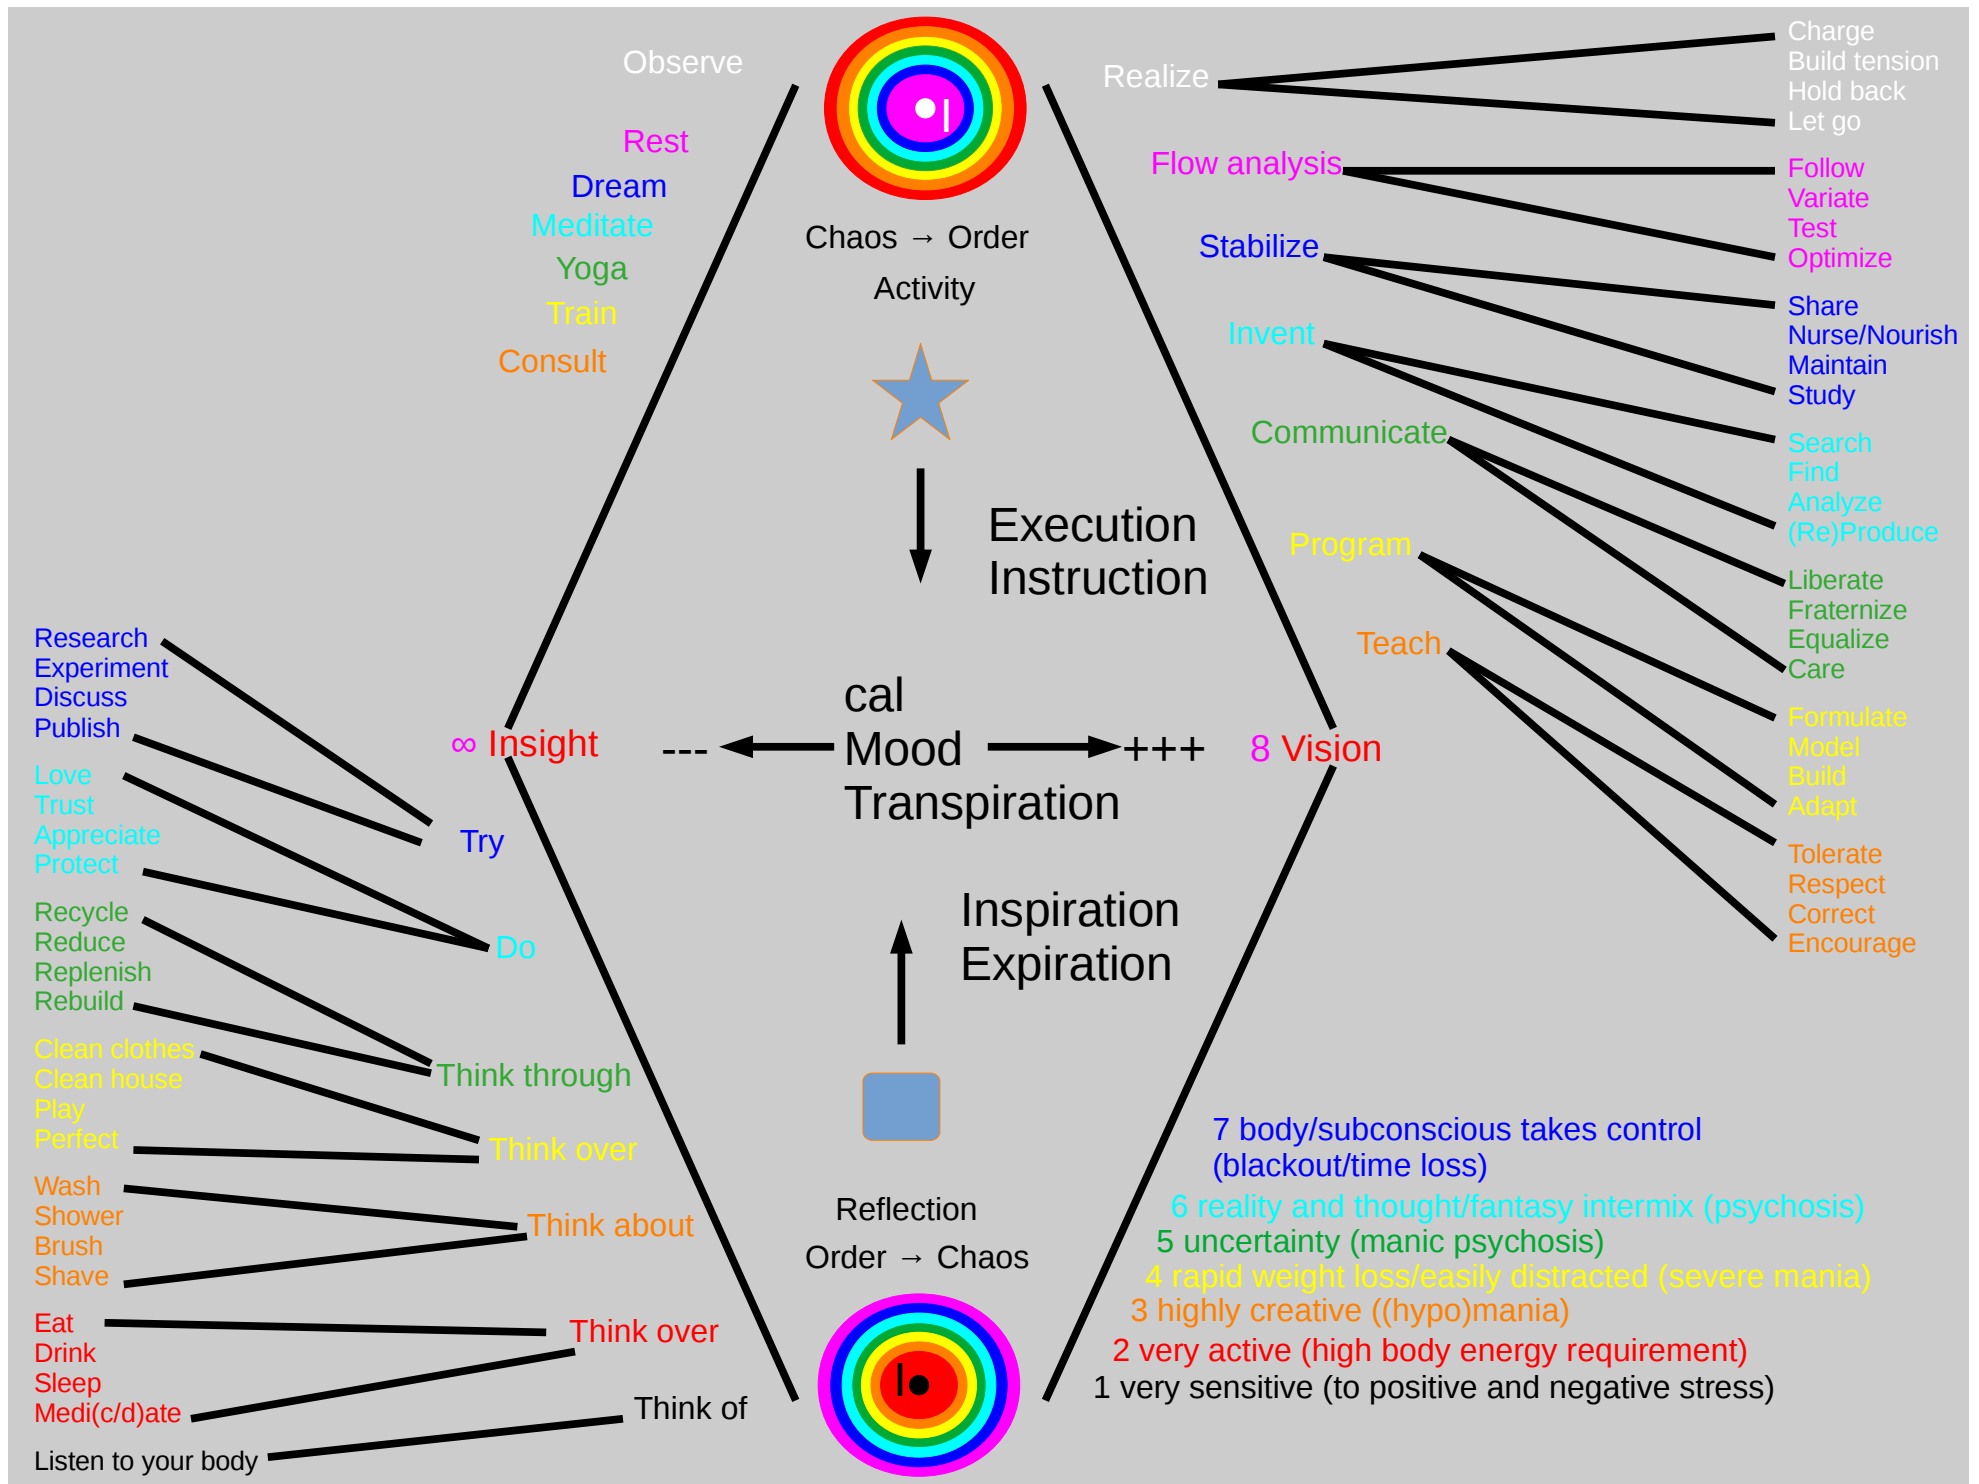 Observe
Rest
Dream
Meditate
Yoga
Train
Consult
I
Chaos → Order
Activity
Execution
Instruction
Realize
Charge
Build tension
Hold back
Let go
Flow analysis
Follow
Variate
Test
Optimize
Stabilize
Share
Nurse/Nourish
Maintain
Study
Invent
Search
Find
Analyze
(Re)Produce
Communicate
Liberate
Fraternize
Equalize
Care
Program
Formulate
Model
Build
Adapt
Teach
Tolerate
Respect
Correct
Encourage
∞ Insight
---
cal
Mood
Transpiration
+++
8 Vision
Research
Experiment
Discuss
Publish
Try
Love
Trust
Appreciate
Protect
Do
Recycle
Reduce
Replenish
Rebuild
Think through
Clean clothes
Clean house
Play
Perfect
Think over
Wash
Shower
Brush
Shave
Think about
Eat
Drink
Sleep
Medi(c/d)ate
Think over
Listen to your body
Think of
Inspiration
Expiration
Reflection
Order → Chaos
I
7 body/subconscious takes control
(blackout/time loss)
6 reality and thought/fantasy intermix (psychosis)
5 uncertainty (manic psychosis)
4 rapid weight loss/easily distracted (severe mania)
3 highly creative ((hypo)mania)
2 very active (high body energy requirement)
1 very sensitive (to positive and negative stress)